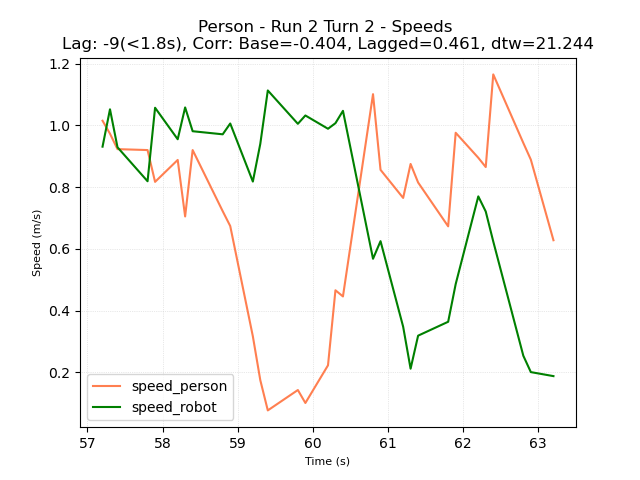 Person - Run 2 Turn 2 - Speeds
Lag: -9(<1.8s), Corr: Base=-0.404, Lagged=0.461, dtw=21.244
1.2
1.0
0.8
0.6
0.4
0.2
Speed (m/s)
speed_person
speed_robot
57
58
59
60
61
62
63
Time (s)